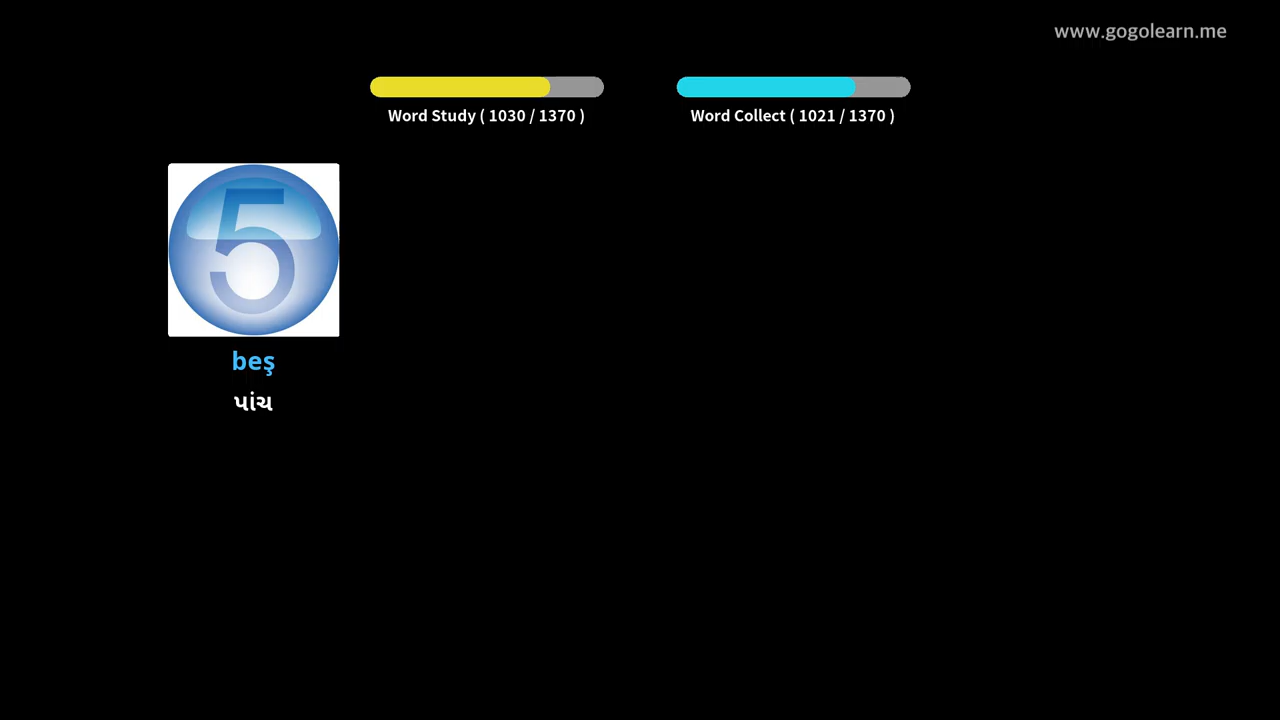 www.gogolearn.me
Word Study ( 1030 / 1370 )
Word Collect ( 1021 / 1370 )
5
beş
પાંચ